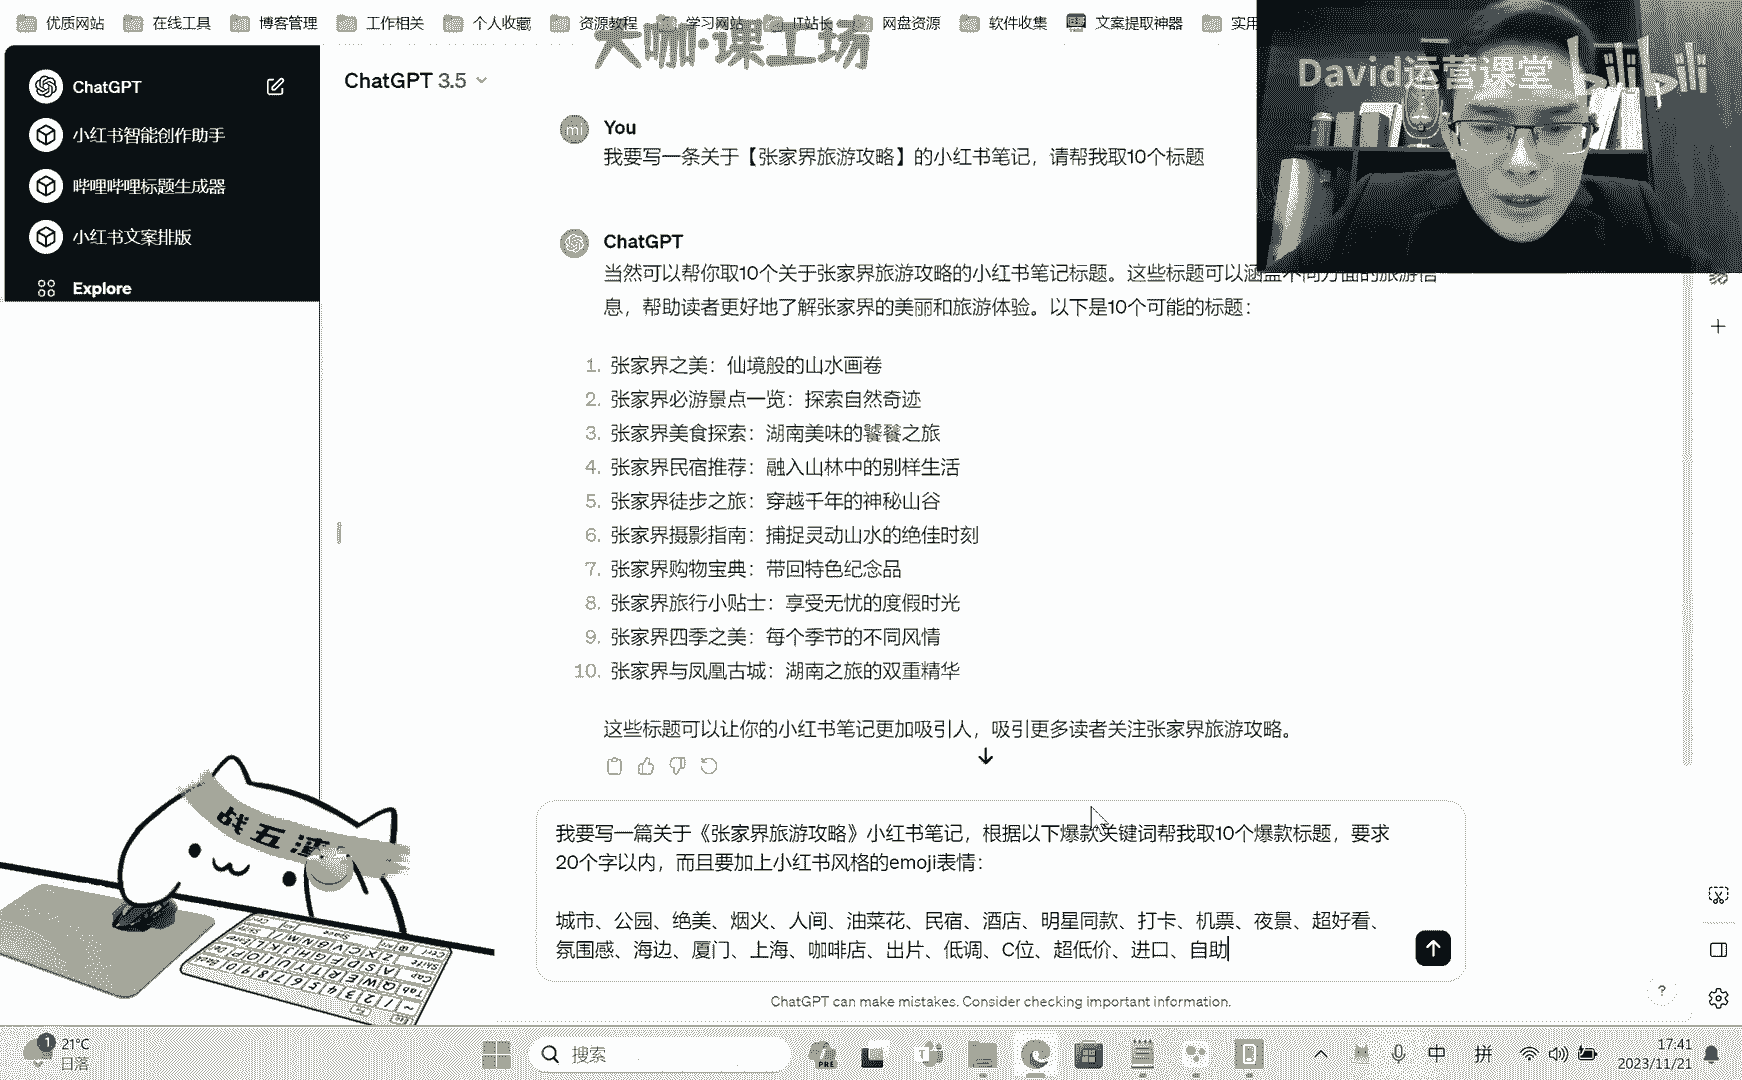 优质网站
在线工具
博客管理
工作相关
个人收藏
资源教程
学习网站
IT站长
网盘资源
软件收集
文案提取神器
实用
大咖·课工场
David运营课堂
bilibili
ChatGPT
小红书智能创作助手
哔哩哔哩标题生成器
小红书文案排版
Explore
ChatGPT 3.5
mi
You
我要写一条关于【张家界旅游攻略】的小红书笔记，请帮我取10个标题
ChatGPT
当然可以帮你取10个关于张家界旅游攻略的小红书笔记标题。这些标题可以涵盖不同方面的旅游信
息，帮助读者更好地了解张家界的美丽和旅游体验。以下是10个可能的标题：
1. 张家界之美：仙境般的山水画卷
2. 张家界必游景点一览：探索自然奇迹
3. 张家界美食探索：湖南美味的饕餮之旅
4. 张家界民宿推荐：融入山林中的别样生活
5. 张家界徒步之旅：穿越千年的神秘山谷
6. 张家界摄影指南：捕捉灵动山水的绝佳时刻
7. 张家界购物宝典：带回特色纪念品
8. 张家界旅行小贴士：享受无忧的度假时光
9. 张家界四季之美：每个季节的不同风情
10. 张家界与凤凰古城：湖南之旅的双重精华
这些标题可以让你的小红书笔记更加吸引人，吸引更多读者关注张家界旅游攻略。
我要写一篇关于《张家界旅游攻略》小红书笔记，根据以下爆款关键词帮我取10个爆款标题，要求
20个字以内，而且要加上小红书风格的emoji表情：
城市、公园、绝美、烟火、人间、油菜花、民宿、酒店、明星同款、打卡、机票、夜景、超好看、
氛围感、海边、厦门、上海、咖啡店、出片、低调、C位、超低价、进口、自助
ChatGPT can make mistakes. Consider checking important information.
?
战五渣
1
21°C
日落
搜索
PRE
中
拼
17:41
2023/11/21